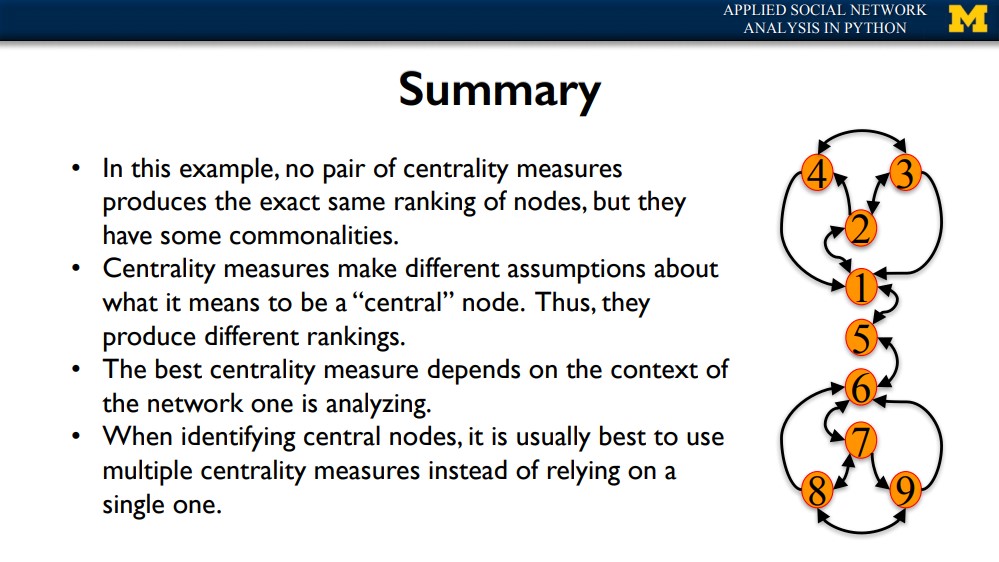 APPLIED SOCIAL NETWORK
ANALYSIS IN PYTHON
M
Summary
• In this example, no pair of centrality measures
produces the exact same ranking of nodes, but they
have some commonalities.
• Centrality measures make different assumptions about
what it means to be a “central” node. Thus, they
produce different rankings.
• The best centrality measure depends on the context of
the network one is analyzing.
• When identifying central nodes, it is usually best to use
multiple centrality measures instead of relying on a
single one.
4 3
2
1
5
6
7
8 9